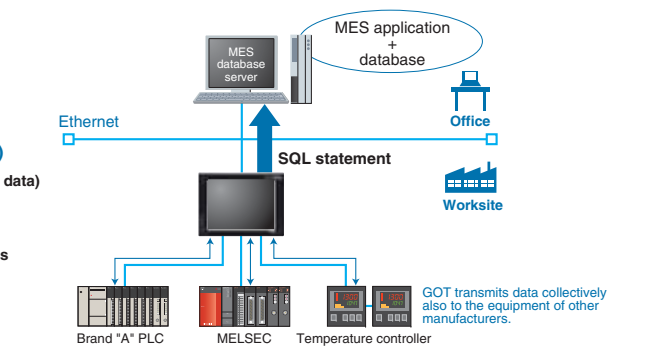 MES application
+
database
MES
database
server
Ethernet
Office
SQL statement
data)
Worksite
s
GOT transmits data collectively
also to the equipment of other
manufacturers.
Brand "A" PLC
MELSEC
Temperature controller